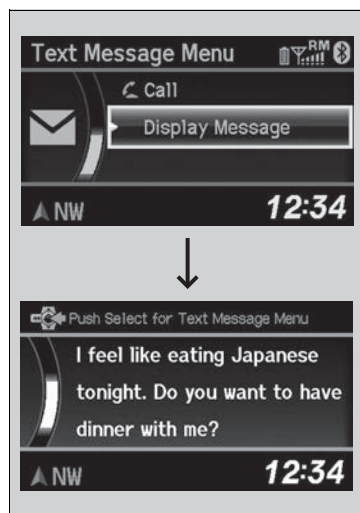 Text Message Menu RM
Call
Display Message
NW 12:34
Push Select for Text Message Menu
I feel like eating Japanese
tonight. Do you want to have
dinner with me?
NW 12:34